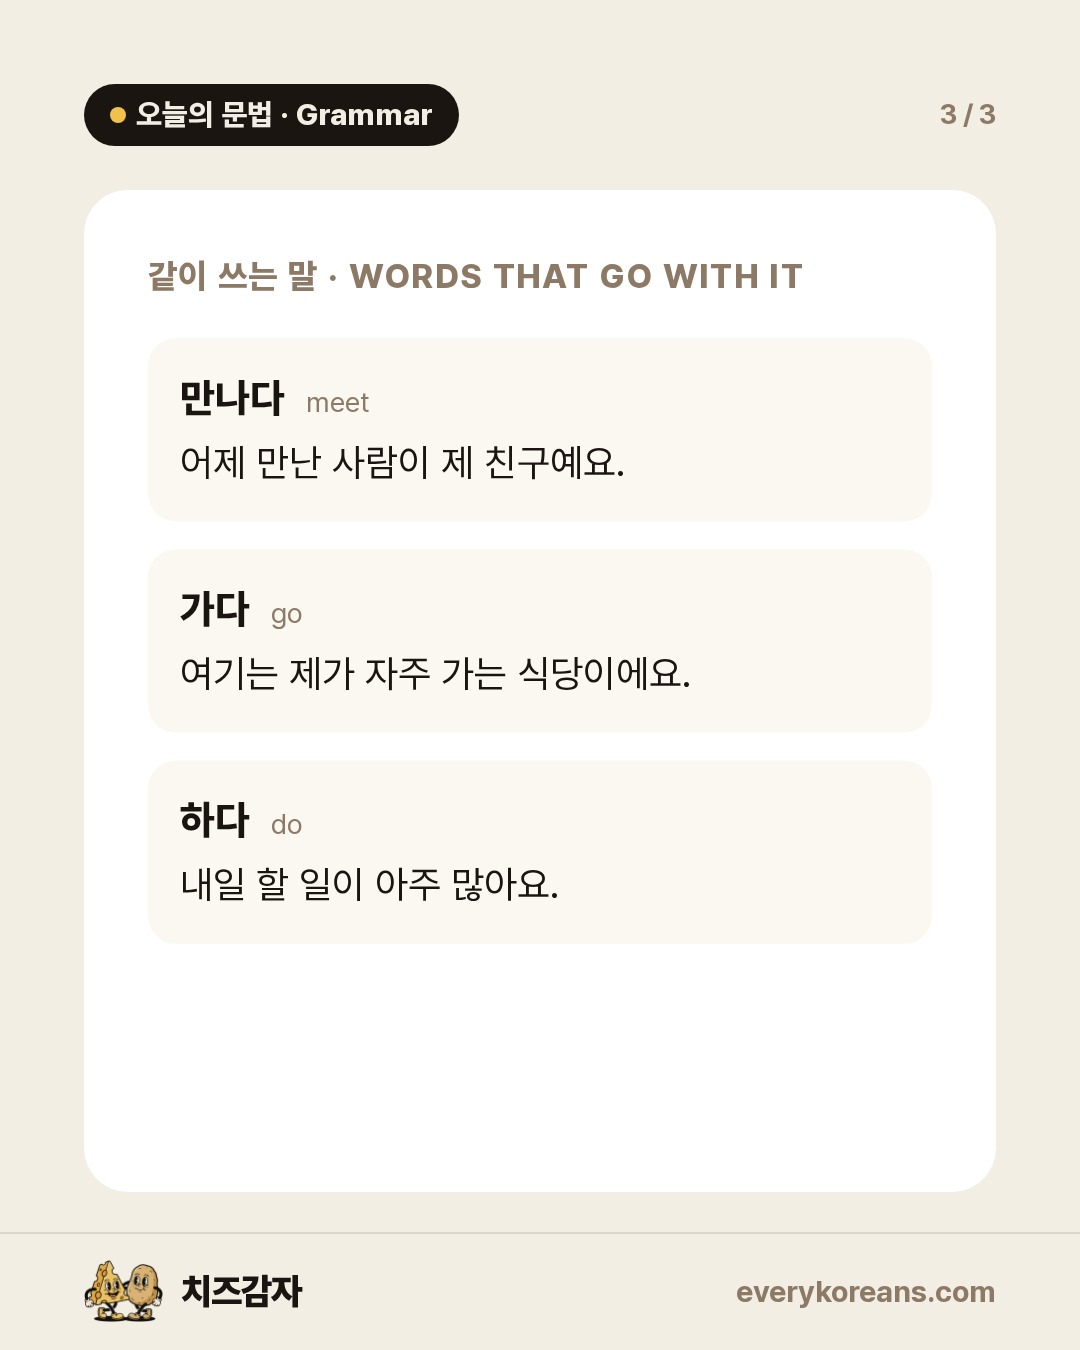 오늘의 문법 · Grammar
3 / 3
같이 쓰는 말 · WORDS THAT GO WITH IT
만나다 meet
어제 만난 사람이 제 친구예요.
가다 go
여기는 제가 자주 가는 식당이에요.
하다 do
내일 할 일이 아주 많아요.
치즈감자
everykoreans.com